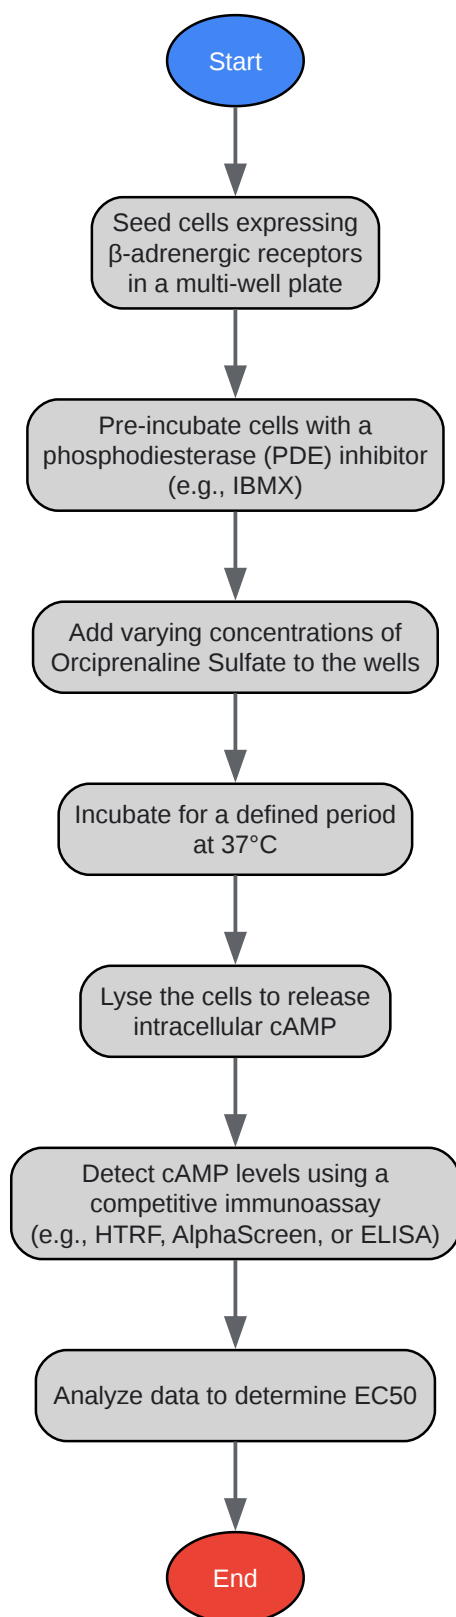 Start
Seed cells expressing
β-adrenergic receptors
in a multi-well plate
Pre-incubate cells with a
phosphodiesterase (PDE) inhibitor
(e.g., IBMX)
Add varying concentrations of
Orciprenaline Sulfate to the wells
Incubate for a defined period
at 37°C
Lyse the cells to release
intracellular cAMP
Detect cAMP levels using a
competitive immunoassay
(e.g., HTRF, AlphaScreen, or ELISA)
Analyze data to determine EC50
End